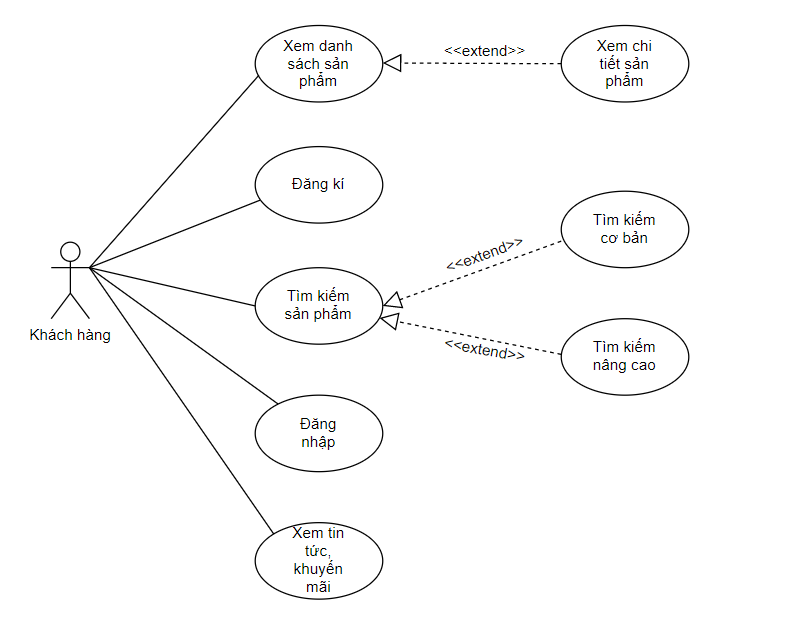 Xem danh
sách sản
phẩm
<<extend>>
Xem chi
tiết sản
phẩm
Đăng kí
Tìm kiếm
cơ bản
<<extend>>
Khách hàng
Tìm kiếm
sản phẩm
<<extend>>
Tìm kiếm
nâng cao
Đăng
nhập
Xem tin
tức,
khuyến
mãi